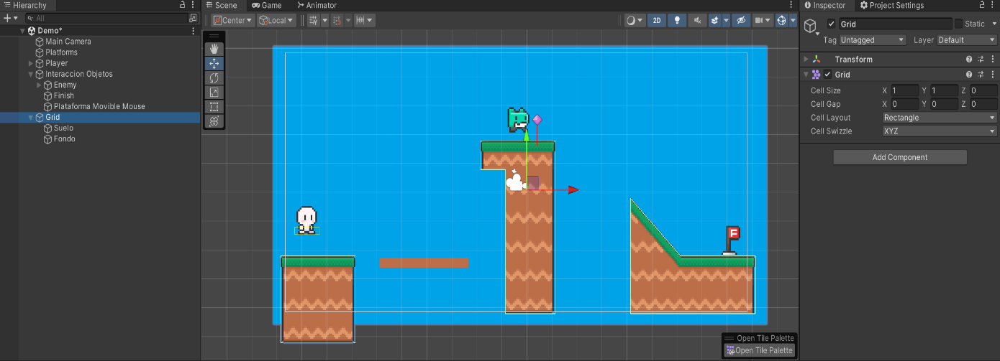 Hierarchy
All
Demo*
Main Camera
Platforms
Player
Interaccion Objetos
Enemy
Finish
Plataforma Movible Mouse
Grid
Suelo
Fondo
Scene Game Animator
Center Local 2D
F
Open Tile Palette
Open Tile Palette
Inspector Project Settings
Grid Static
Tag Untagged Layer Default
Transform
Grid
Cell Size X 1 Y 1 Z 0
Cell Gap X 0 Y 0 Z 0
Cell Layout Rectangle
Cell Swizzle XYZ
Add Component